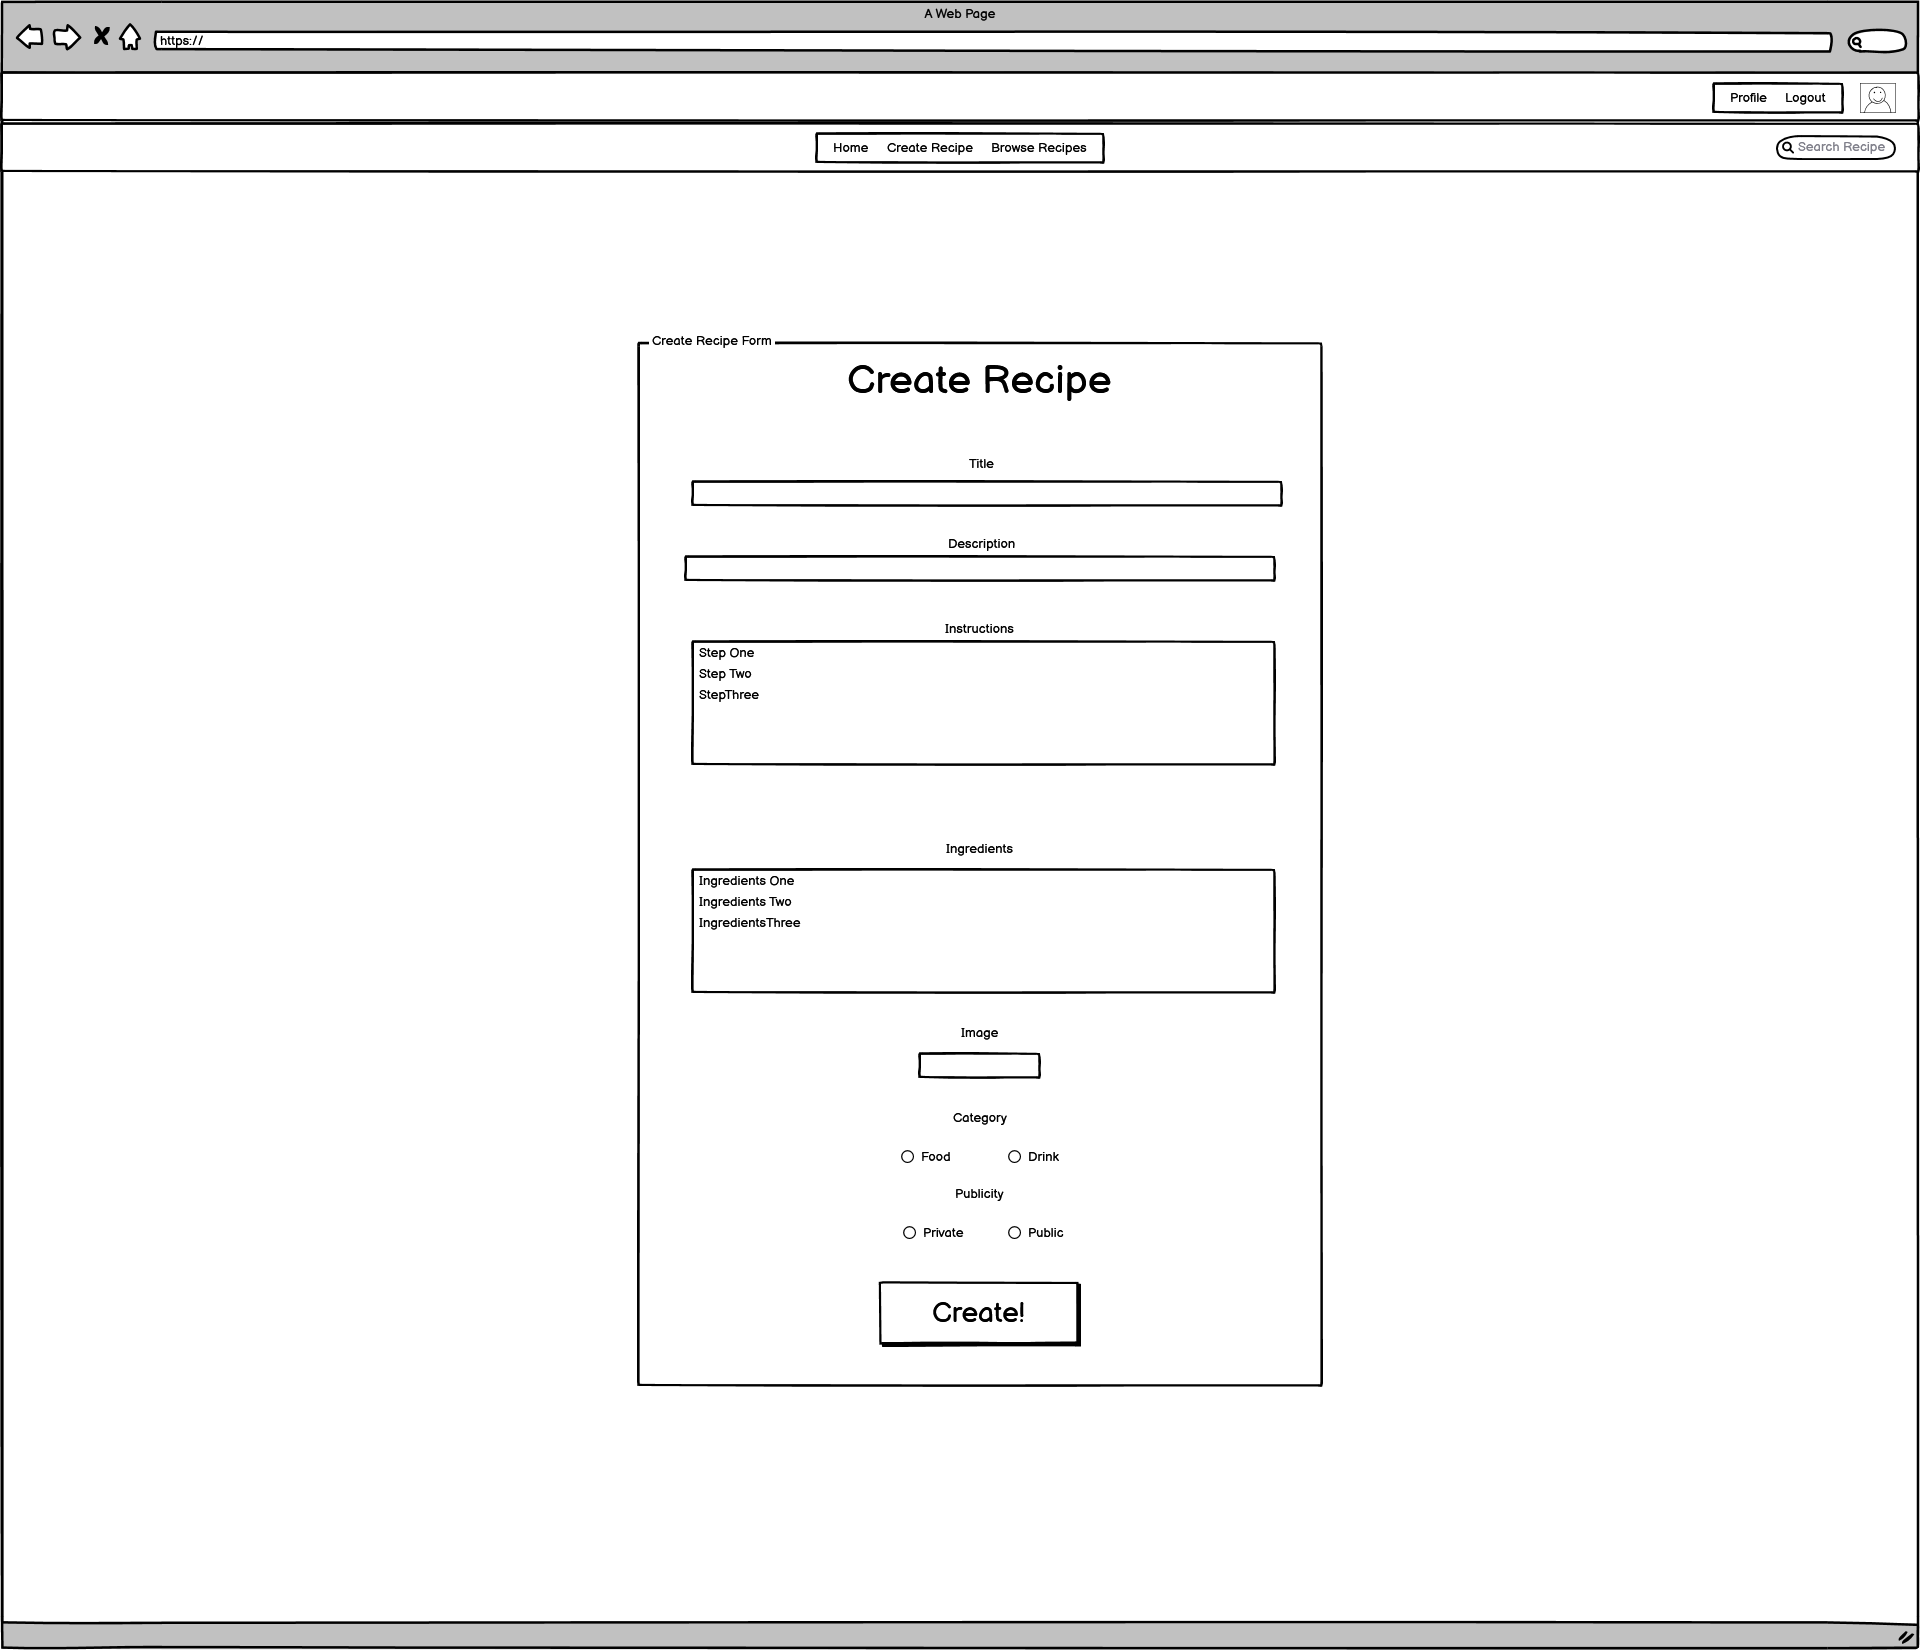 A Web Page
https://
Profile Logout
Home Create Recipe Browse Recipes
Search Recipe
Create Recipe Form
Create Recipe
Title
Description
Instructions
Step One
Step Two
StepThree
Ingredients
Ingredients One
Ingredients Two
IngredientsThree
Image
Category
Food Drink
Publicity
Private Public
Create!